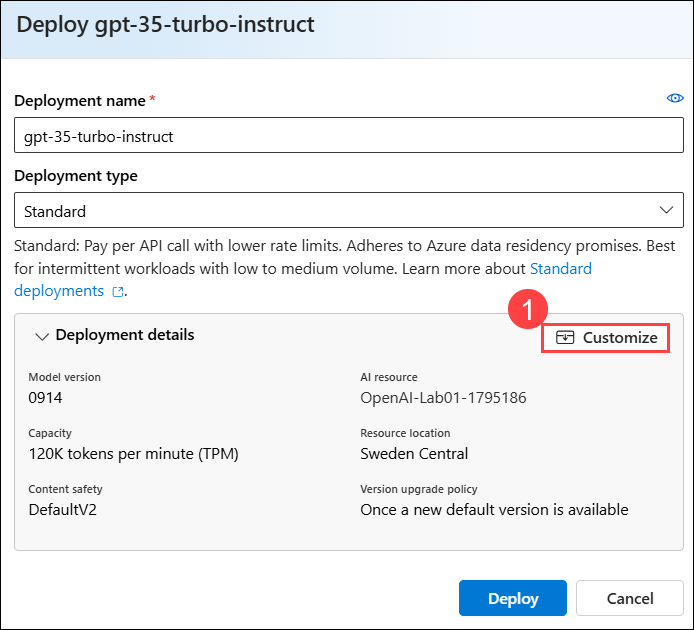 Deploy gpt-35-turbo-instruct
Deployment name *
gpt-35-turbo-instruct
Deployment type
Standard
Standard: Pay per API call with lower rate limits. Adheres to Azure data residency promises. Best
for intermittent workloads with low to medium volume. Learn more about Standard
deployments.
1
Deployment details
Customize
Model version
0914
AI resource
OpenAI-Lab01-1795186
Capacity
120K tokens per minute (TPM)
Resource location
Sweden Central
Content safety
DefaultV2
Version upgrade policy
Once a new default version is available
Deploy
Cancel